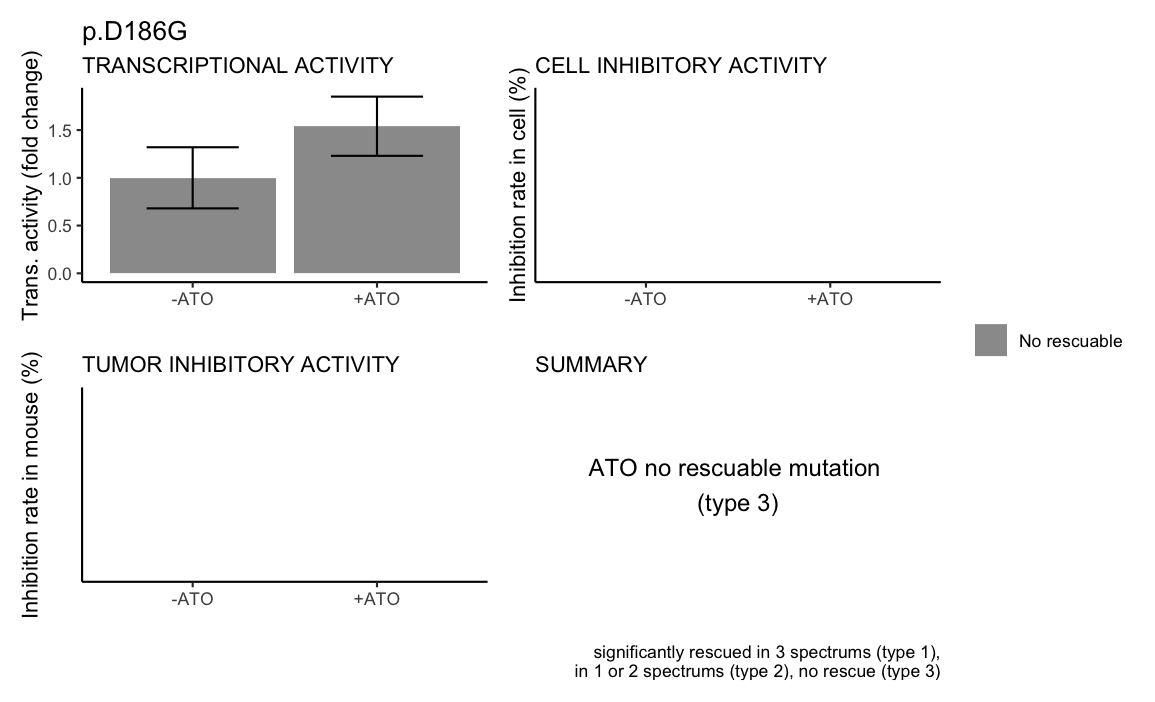 p.D186G
TRANSCRIPTIONAL ACTIVITY
Trans. activity (fold change)
1.5
1.0
0.5
0.0
-ATO
+ATO
CELL INHIBITORY ACTIVITY
Inhibition rate in cell (%)
-ATO
+ATO
No rescuable
TUMOR INHIBITORY ACTIVITY
Inhibition rate in mouse (%)
-ATO
+ATO
SUMMARY
ATO no rescuable mutation
(type 3)
significantly rescued in 3 spectrums (type 1),
in 1 or 2 spectrums (type 2), no rescue (type 3)